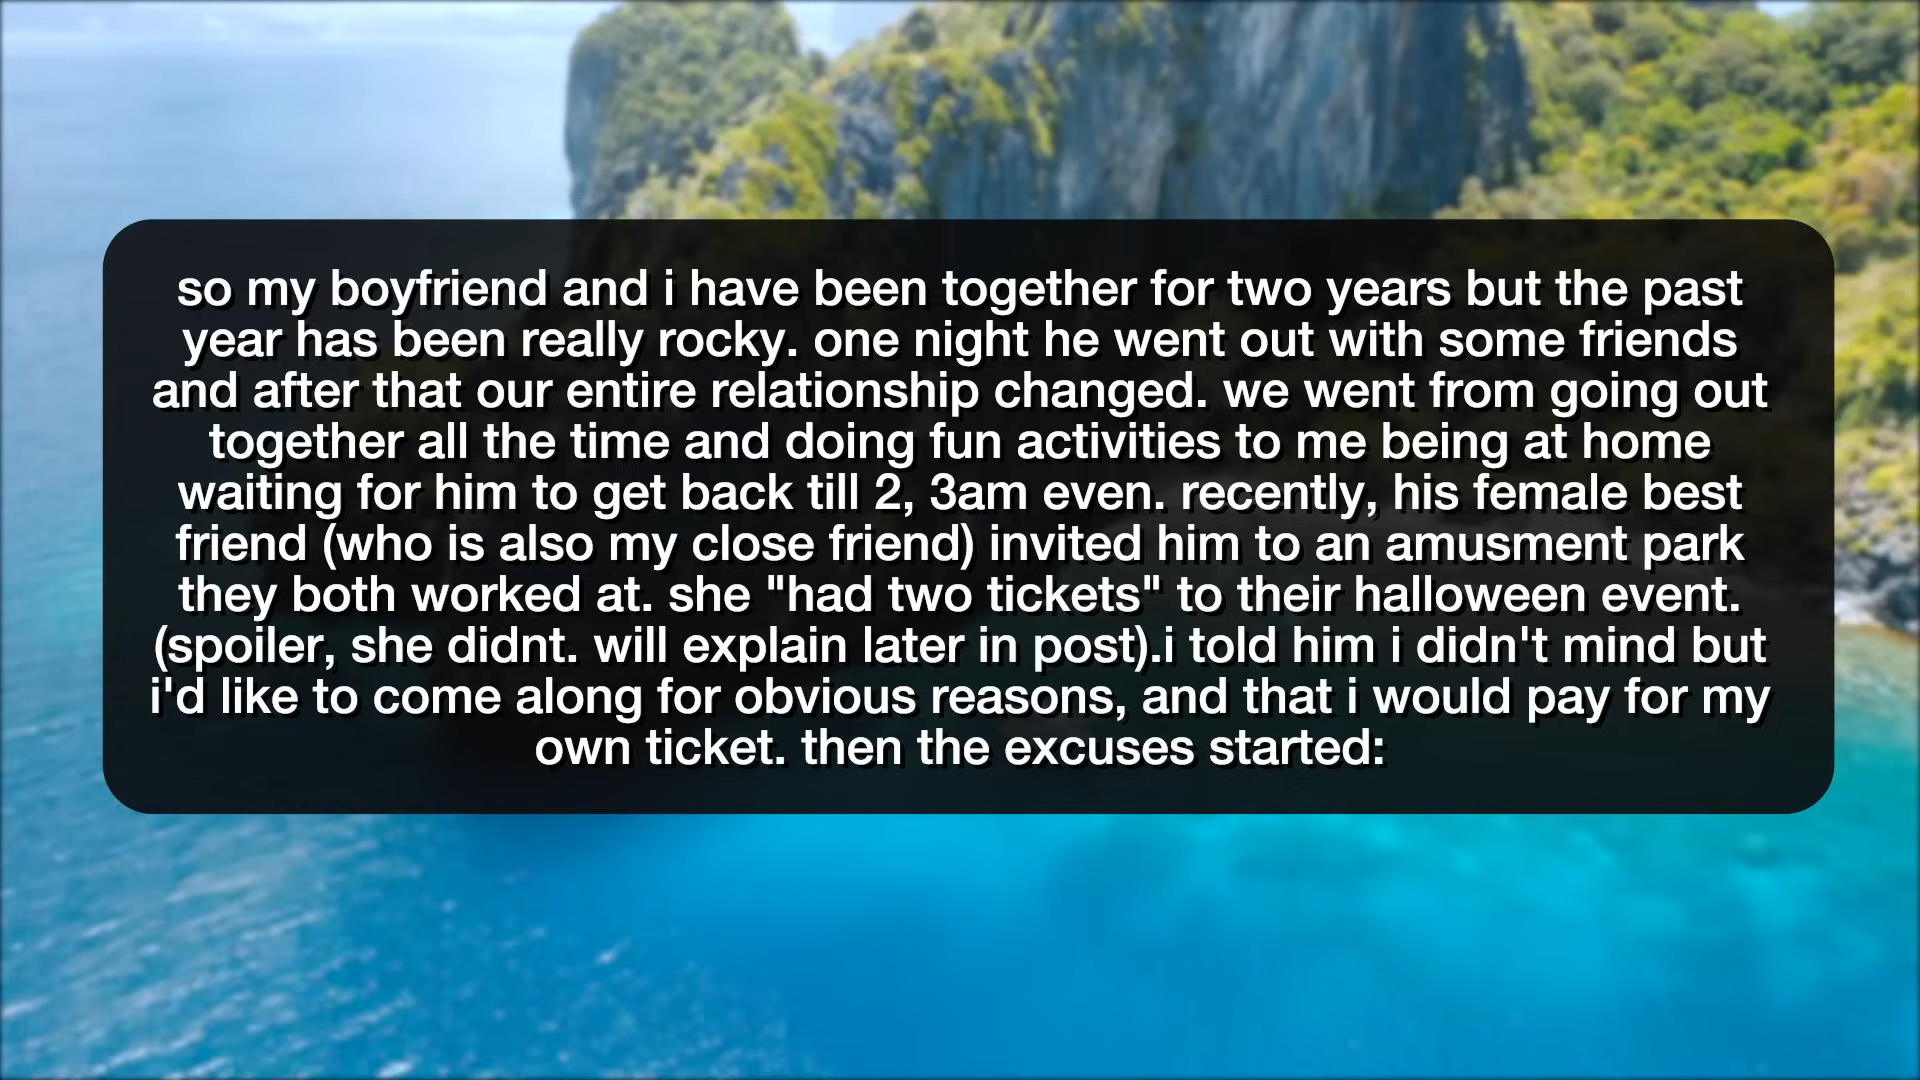 so my boyfriend and i have been together for two years but the past
year has been really rocky. one night he went out with some friends
and after that our entire relationship changed. we went from going out
together all the time and doing fun activities to me being at home
waiting for him to get back till 2, 3am even. recently, his female best
friend (who is also my close friend) invited him to an amusment park
they both worked at. she "had two tickets" to their halloween event.
(spoiler, she didnt. will explain later in post).i told him i didn't mind but
i'd like to come along for obvious reasons, and that i would pay for my
own ticket. then the excuses started: